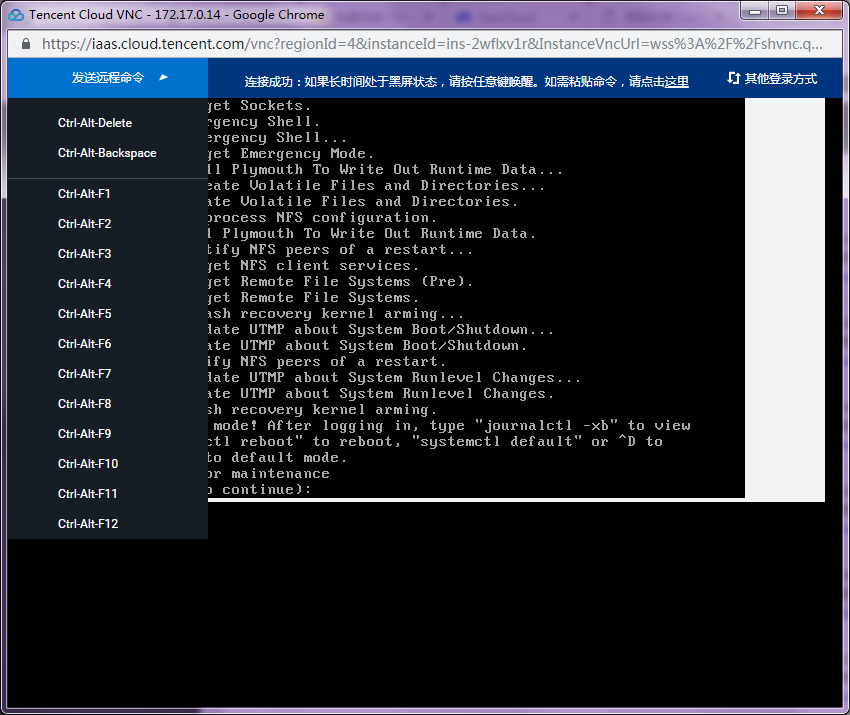 Tencent Cloud VNC - 172.17.0.14 - Google Chrome
https://iaas.cloud.tencent.com/vnc?regionId=4&instanceId=ins-2wflxv1r&InstanceVncUrl=wss%3A%2F%2Fshvnc.q...
发送远程命令
连接成功：如果长时间处于黑屏状态，请按任意键唤醒。如需粘贴命令，请点击这里
其他登录方式
Ctrl-Alt-Delete
Ctrl-Alt-Backspace
Ctrl-Alt-F1
Ctrl-Alt-F2
Ctrl-Alt-F3
Ctrl-Alt-F4
Ctrl-Alt-F5
Ctrl-Alt-F6
Ctrl-Alt-F7
Ctrl-Alt-F8
Ctrl-Alt-F9
Ctrl-Alt-F10
Ctrl-Alt-F11
Ctrl-Alt-F12
get Sockets.
rgency Shell.
ergency Shell...
get Emergency Mode.
ll Plymouth To Write Out Runtime Data...
eate Volatile Files and Directories...
ate Volatile Files and Directories.
process NFS configuration.
l Plymouth To Write Out Runtime Data.
tify NFS peers of a restart...
get NFS client services.
get Remote File Systems (Pre).
get Remote File Systems.
ash recovery kernel arming...
date UTMP about System Boot/Shutdown...
ate UTMP about System Boot/Shutdown.
ify NFS peers of a restart.
date UTMP about System Runlevel Changes...
ate UTMP about System Runlevel Changes.
sh recovery kernel arming.
mode! After logging in, type "journalctl -xb" to view
ctl reboot" to reboot, "systemctl default" or ^D to
to default mode.
or maintenance
o continue):